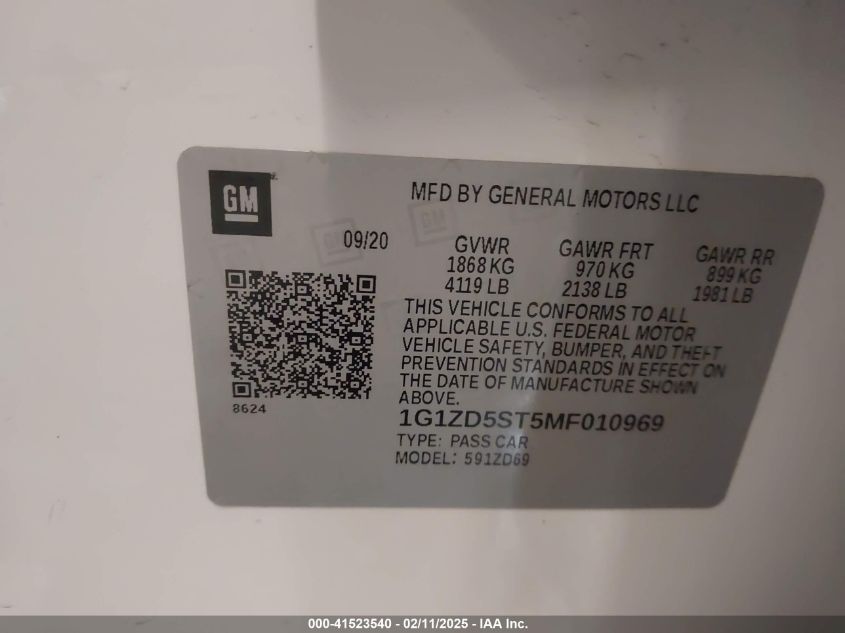 GM
MFD BY GENERAL MOTORS LLC
09/20
GVWR GAWR FRT GAWR RR
1868 KG 970 KG 899 KG
4119 LB 2138 LB 1981 LB
THIS VEHICLE CONFORMS TO ALL
APPLICABLE U.S. FEDERAL MOTOR
VEHICLE SAFETY, BUMPER, AND THEFT
PREVENTION STANDARDS IN EFFECT ON
THE DATE OF MANUFACTURE SHOWN
ABOVE.
8624
1G1ZD5ST5MF010969
TYPE: PASS CAR
MODEL: 591ZD69
000-41523540 - 02/11/2025 - IAA Inc.